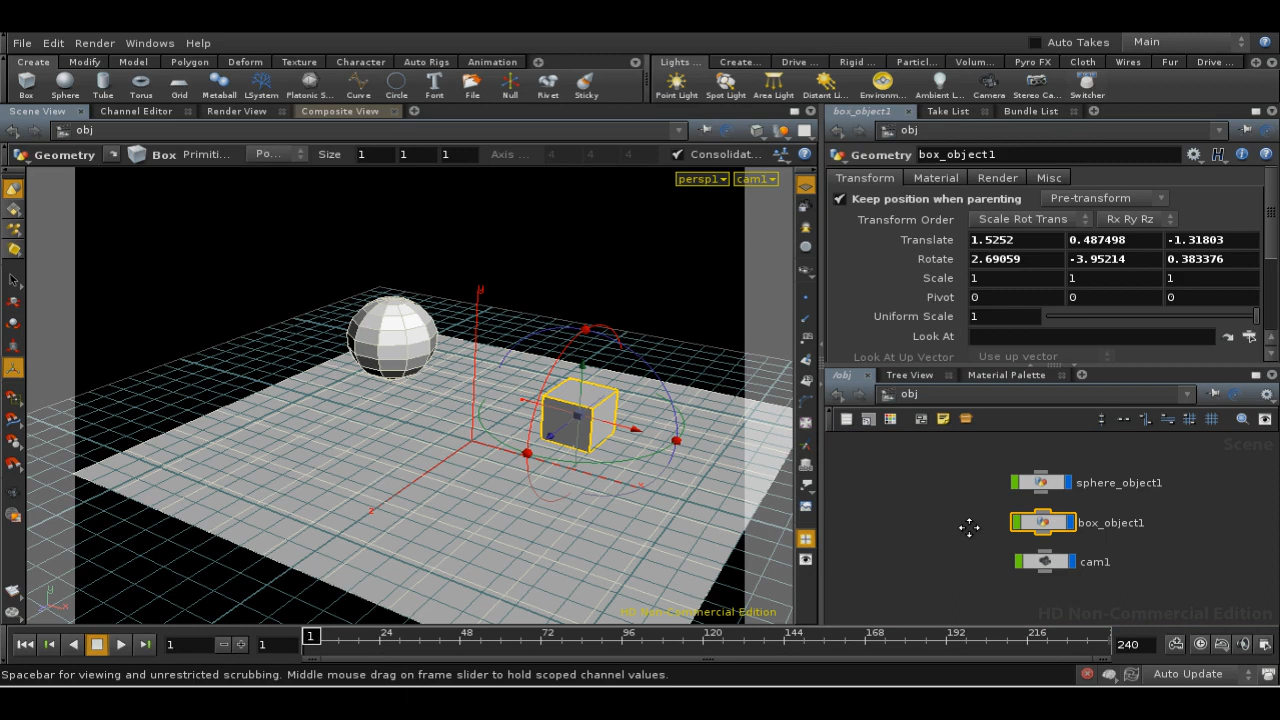 File Edit Render Windows Help Auto Takes Main
Create Modify Model Polygon Deform Texture Character Auto Rigs Animation Lights ... Create... Drive ... Rigid ... Particl... Volum... Pyro FX Cloth Wires Fur Drive ...
Box Sphere Tube Torus Grid Metaball LSystem Platonic S... Curve Circle Font File Null Rivet Sticky Point Light Spot Light Area Light Distant Li... Environm... Ambient L... Camera Stereo Ca... Switcher
Scene View Channel Editor Render View Composite View box_object1 Take List Bundle List
obj obj
Geometry Box Primiti... Po... Size 1 1 1 Axis ... 4 4 4 Consolidat... Geometry box_object1
persp1 cam1
Transform Material Render Misc
Keep position when parenting Pre-transform
Transform Order Scale Rot Trans Rx Ry Rz
Translate 1.5252 0.487498 -1.31803
Rotate 2.69059 -3.95214 0.383376
Scale 1 1 1
Pivot 0 0 0
Uniform Scale 1
Look At
Look At Up Vector Use up vector
/obj Tree View Material Palette
obj
Scene
sphere_object1
box_object1
cam1
y
x
z
y
x
HD Non-Commercial Edition HD Non-Commercial Edition
1 1 1 24 48 72 96 120 144 168 192 216 240
Spacebar for viewing and unrestricted scrubbing. Middle mouse drag on frame slider to hold scoped channel values. Auto Update